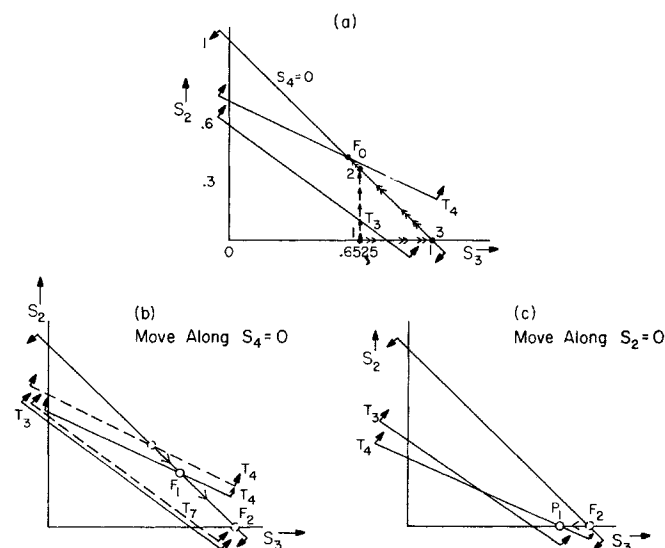 (a)
1
S4=0
S2
.6
F0
2
.3
T4
T3
1
3
0
.6525
1
S3
(b)
Move Along S4=0
S2
T3
T4
F1
T4
T7
F2
S3
(c)
Move Along S2=0
S2
T3
T4
P1
F2
S3